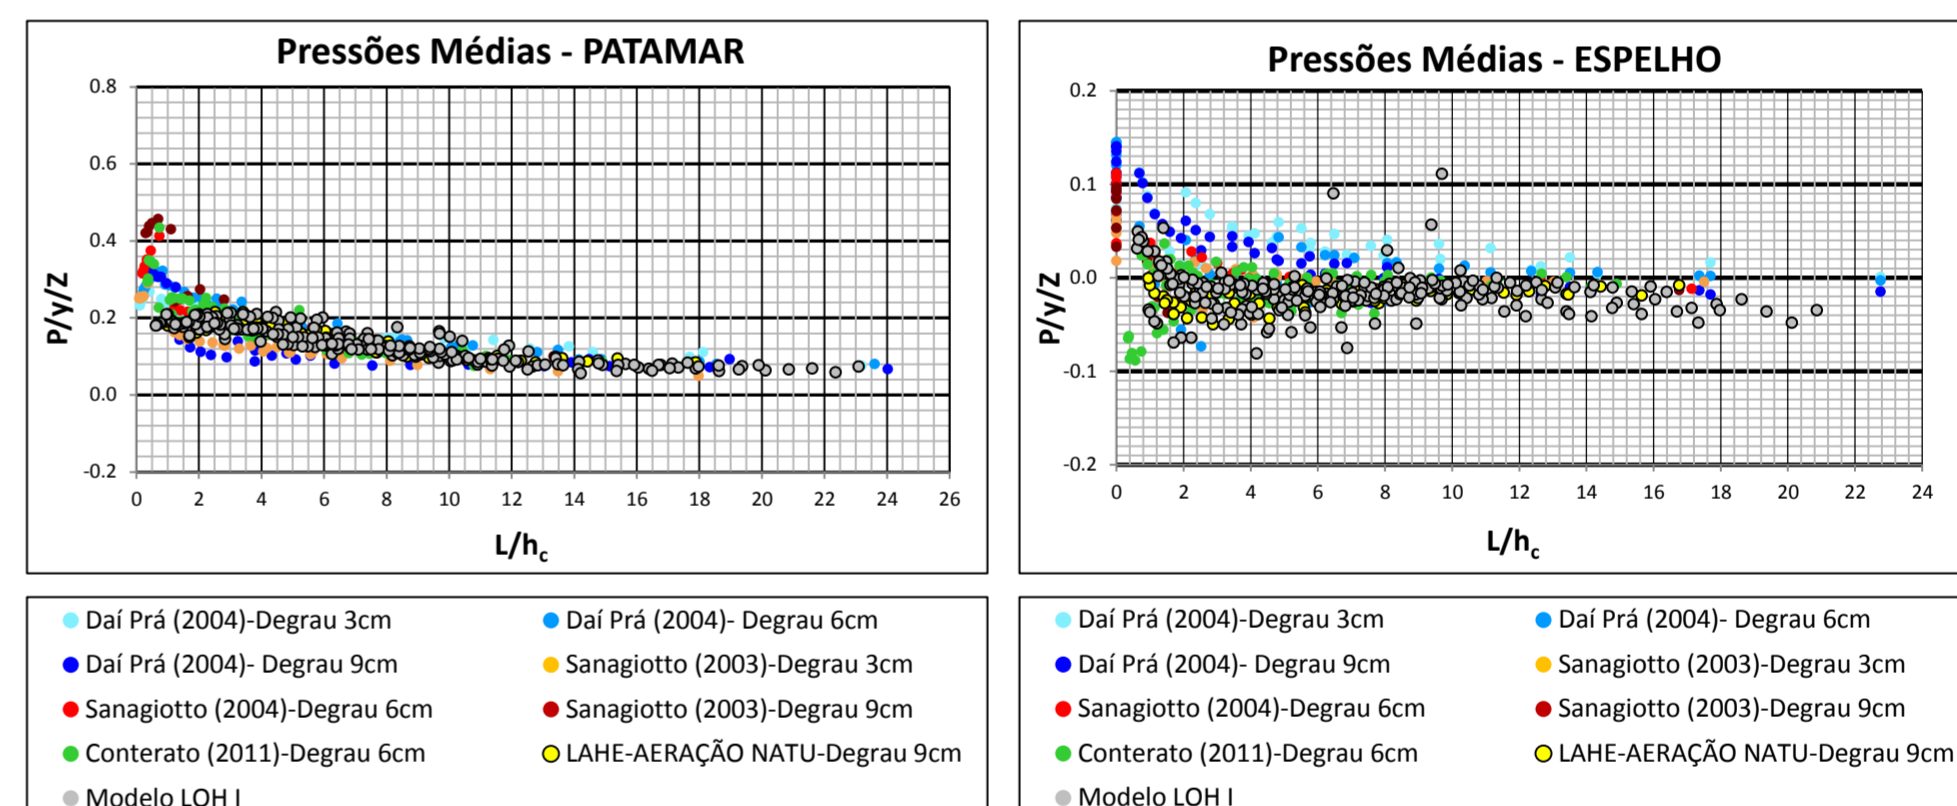 Pressões Médias - PATAMAR
0.8
0.6
0.4
0.2
0.0
-0.2
P/y/Z
0 2 4 6 8 10 12 14 16 18 20 22 24 26
L/hc
Pressões Médias - ESPELHO
0.2
0.1
0.0
-0.1
-0.2
P/y/Z
0 2 4 6 8 10 12 14 16 18 20 22 24
L/hc
Daí Prá (2004)-Degrau 3cm
Daí Prá (2004)- Degrau 6cm
Daí Prá (2004)- Degrau 9cm
Sanagiotto (2003)-Degrau 3cm
Sanagiotto (2004)-Degrau 6cm
Sanagiotto (2003)-Degrau 9cm
Conterato (2011)-Degrau 6cm
LAHE-AERAÇÃO NATU-Degrau 9cm
Modelo LOH I
Daí Prá (2004)-Degrau 3cm
Daí Prá (2004)- Degrau 6cm
Daí Prá (2004)- Degrau 9cm
Sanagiotto (2003)-Degrau 3cm
Sanagiotto (2004)-Degrau 6cm
Sanagiotto (2003)-Degrau 9cm
Conterato (2011)-Degrau 6cm
LAHE-AERAÇÃO NATU-Degrau 9cm
Modelo LOH I